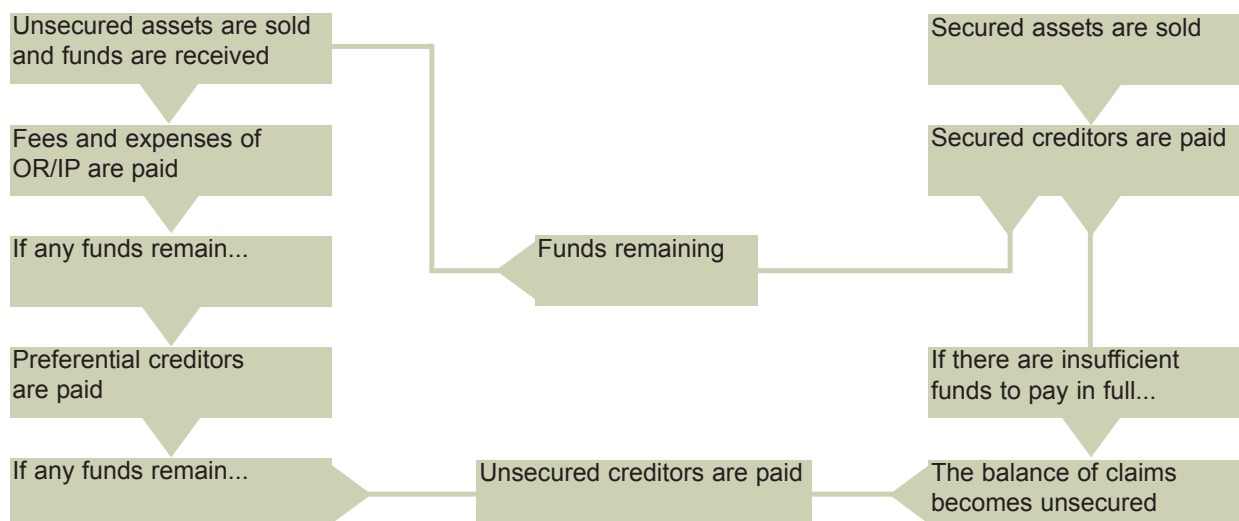 Unsecured assets are sold
and funds are received
Fees and expenses of
OR/IP are paid
If any funds remain...
Preferential creditors
are paid
If any funds remain...
Funds remaining
Unsecured creditors are paid
Secured assets are sold
Secured creditors are paid
If there are insufficient
funds to pay in full...
The balance of claims
becomes unsecured